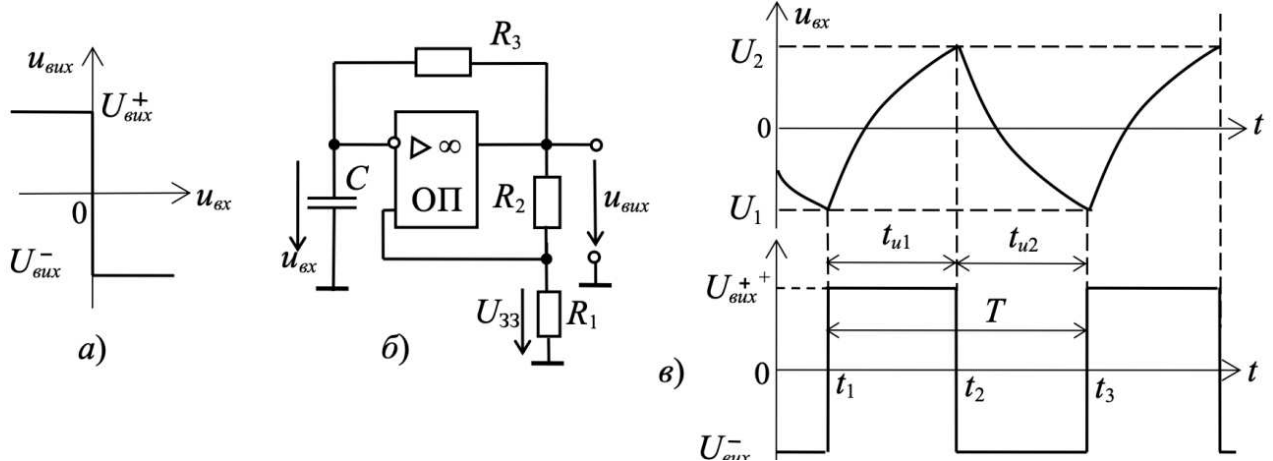 u_вих
U⁺_вих
0
u_вх
U⁻_вих
а)
R₃
▷ ∞
ОП
C
u_вх
R₂
u_вих
U_ЗЗ
R₁
б)
u_вх
U₂
0
t
U₁
t_и1
t_и2
U⁺_вих ⁺
T
0
t₁
t₂
t₃
t
U⁻_вих
в)